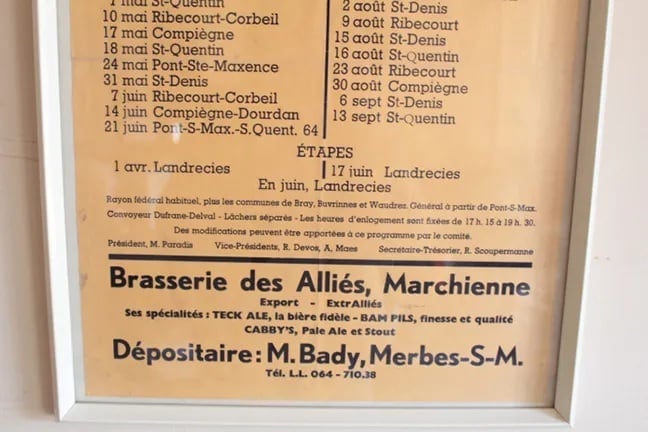 1 mai St-Quentin
10 mai Ribecourt-Corbeil
17 mai Compiègne
18 mai St-Quentin
24 mai Pont-Ste-Maxence
31 mai St-Denis
7 juin Ribecourt-Corbeil
14 juin Compiègne-Dourdan
21 juin Pont-S-Max.-S.Quent. 64
2 août St-Denis
9 août Ribecourt
15 août St-Denis
16 août St-Quentin
23 août Ribecourt
30 août Compiègne
6 sept St-Denis
13 sept St-Quentin
ÉTAPES
1 avr. Landrecies
17 juin Landrecies
En juin, Landrecies
Rayon fédéral habituel, plus les communes de Bray, Buvrinnes et Waudrez. Général à partir de Pont-S-Max.
Convoyeur Dufrane-Delval - Lâchers séparés - Les heures d'enlogement sont fixées de 17 h. 15 à 19 h. 30.
Des modifications peuvent être apportées à ce programme par le comité.
Président, M. Paradis Vice-Présidents, R. Devos, A. Maes Secrétaire-Trésorier, R. Scoupermanne
Brasserie des Alliés, Marchienne
Export - ExtrAlliés
Ses spécialités : TECK ALE, la bière fidèle - BAM PILS, finesse et qualité
CABBY'S, Pale Ale et Stout
Dépositaire : M. Bady, Merbes-S-M.
Tél. L.L. 064 - 710.38